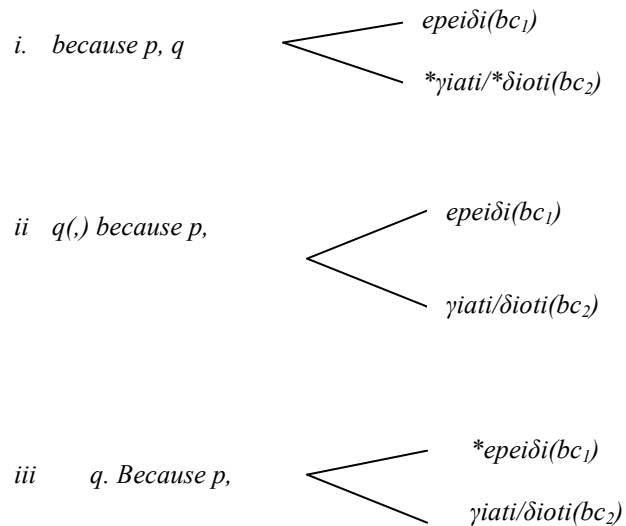 epeiδi(bc₁)
i. because p, q
*γiati/*δioti(bc₂)
epeiδi(bc₁)
ii q(,) because p,
γiati/δioti(bc₂)
*epeiδi(bc₁)
iii q. Because p,
γiati/δioti(bc₂)